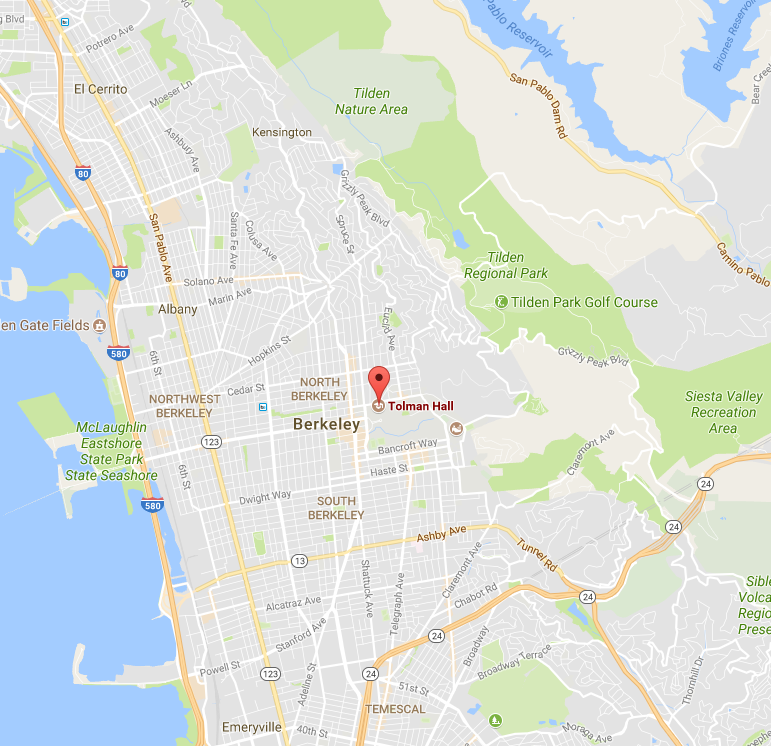 g Blvd
Potrero Ave
Pablo Reservoir
Briones Reservoir
El Cerrito
Moeser Ln
Tilden
Nature Area
San Pablo Dam Rd
Bear Creek
Kensington
Ashbury Ave
80
Grizzly Peak Blvd
San Pablo Ave
Santa Fe Ave
Colusa Ave
Spruce St
Camino Pablo
80
Solano Ave
Tilden
Regional Park
Marin Ave
Albany
Euclid Ave
Tilden Park Golf Course
en Gate Fields
580
6th St
Hopkins St
Grizzly Peak Blvd
NORTHWEST
BERKELEY
Cedar St
NORTH
BERKELEY
Tolman Hall
Siesta Valley
Recreation
Area
Berkeley
McLaughlin
Eastshore
State Park
State Seashore
123
Bancroft Way
Claremont Ave
6th St
Haste St
24
580
Dwight Way
SOUTH
BERKELEY
24
Ashby Ave
Tunnel Rd
13
Shattuck Ave
Telegraph Ave
Claremont Ave
Chabot Rd
24
Sible
Volca
Regio
Prese
Alcatraz Ave
Stanford Ave
24
Broadway
Broadway Terrace
Powell St
123
Adeline St
24
51st St
Thornhill Dr
TEMESCAL
Emeryville
40th St
Moraga Ave